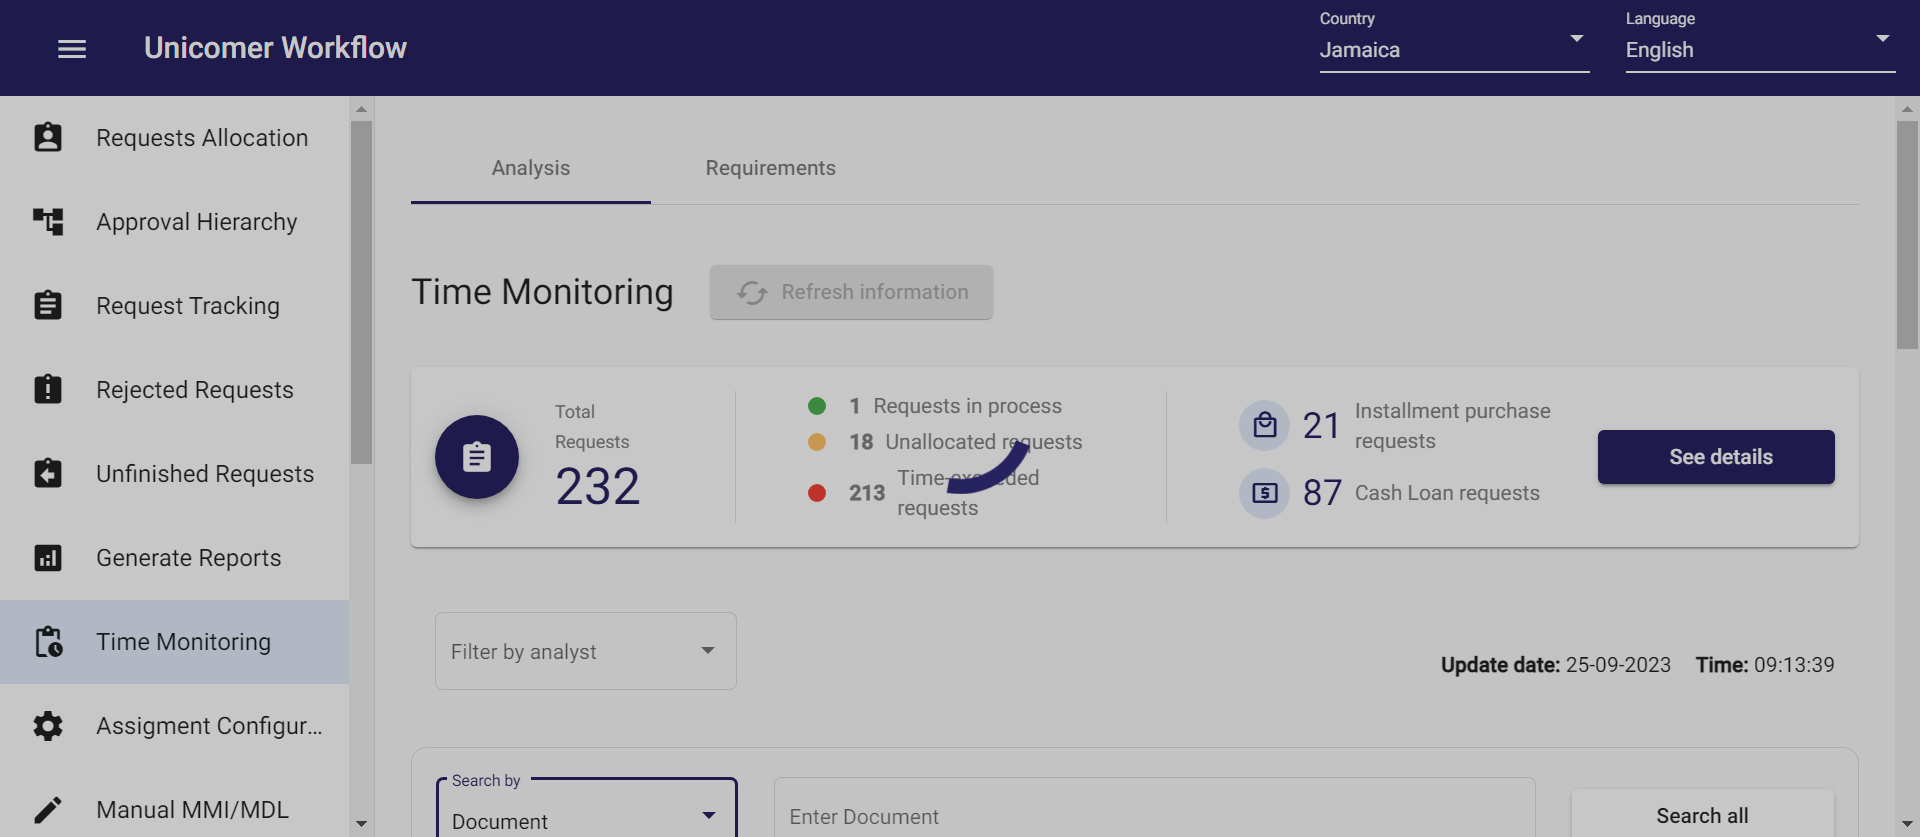 Unicomer Workflow
Country
Jamaica
Language
English
Requests Allocation
Approval Hierarchy
Request Tracking
Rejected Requests
Unfinished Requests
Generate Reports
Time Monitoring
Assigment Configur...
Manual MMI/MDL
Analysis
Requirements
Time Monitoring
Refresh information
Total
Requests
232
1 Requests in process
18 Unallocated requests
213 Time-exceeded
requests
21 Installment purchase
requests
87 Cash Loan requests
See details
Filter by analyst
Update date: 25-09-2023 Time: 09:13:39
Search by
Document
Enter Document
Search all